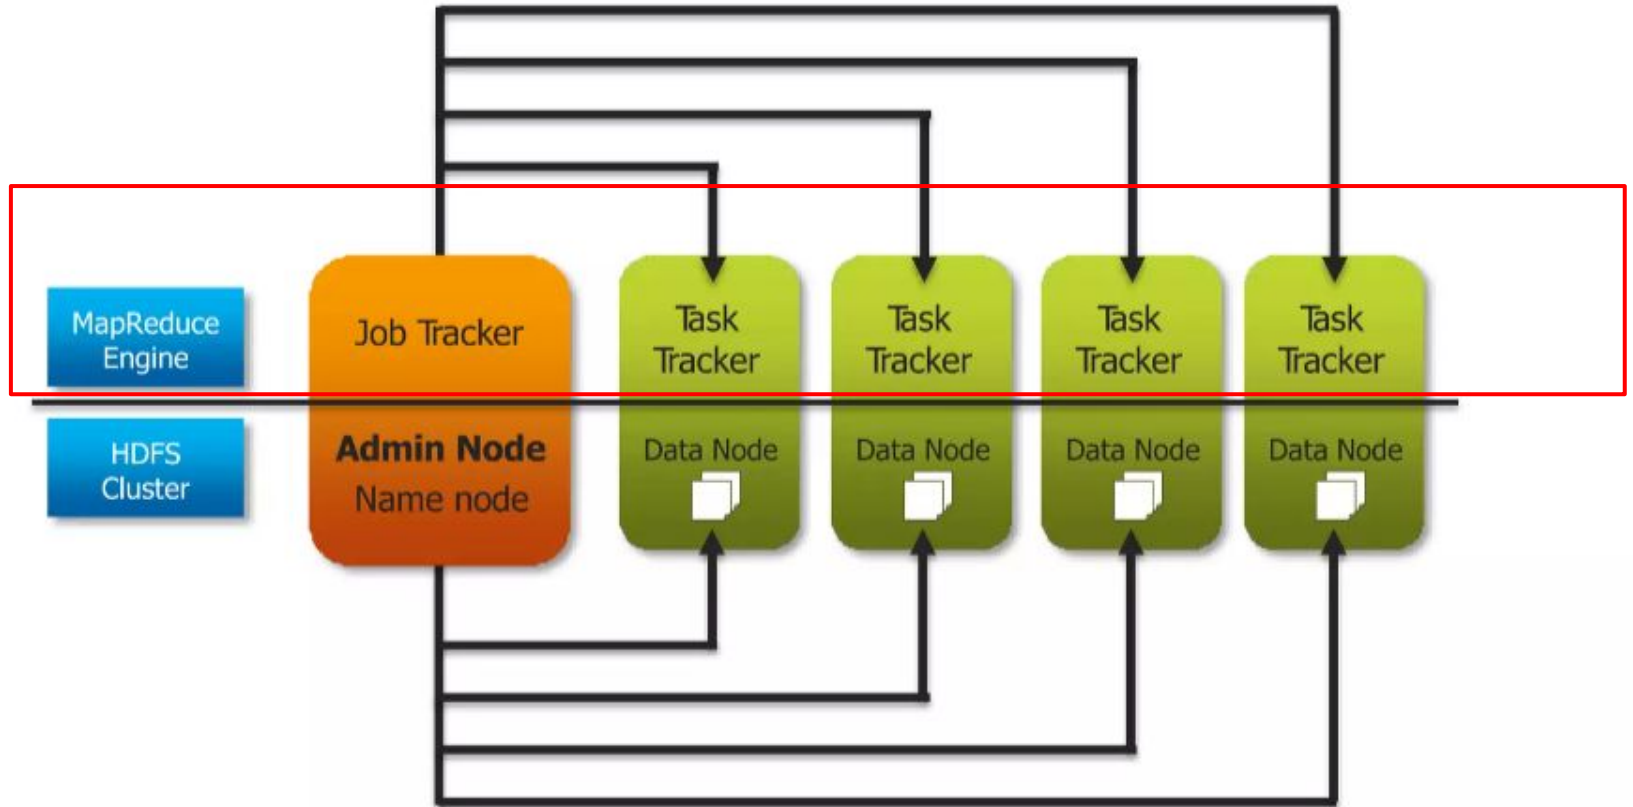 MapReduce
Engine
Job Tracker
Task
Tracker
Task
Tracker
Task
Tracker
Task
Tracker
HDFS
Cluster
Admin Node
Name node
Data Node
Data Node
Data Node
Data Node